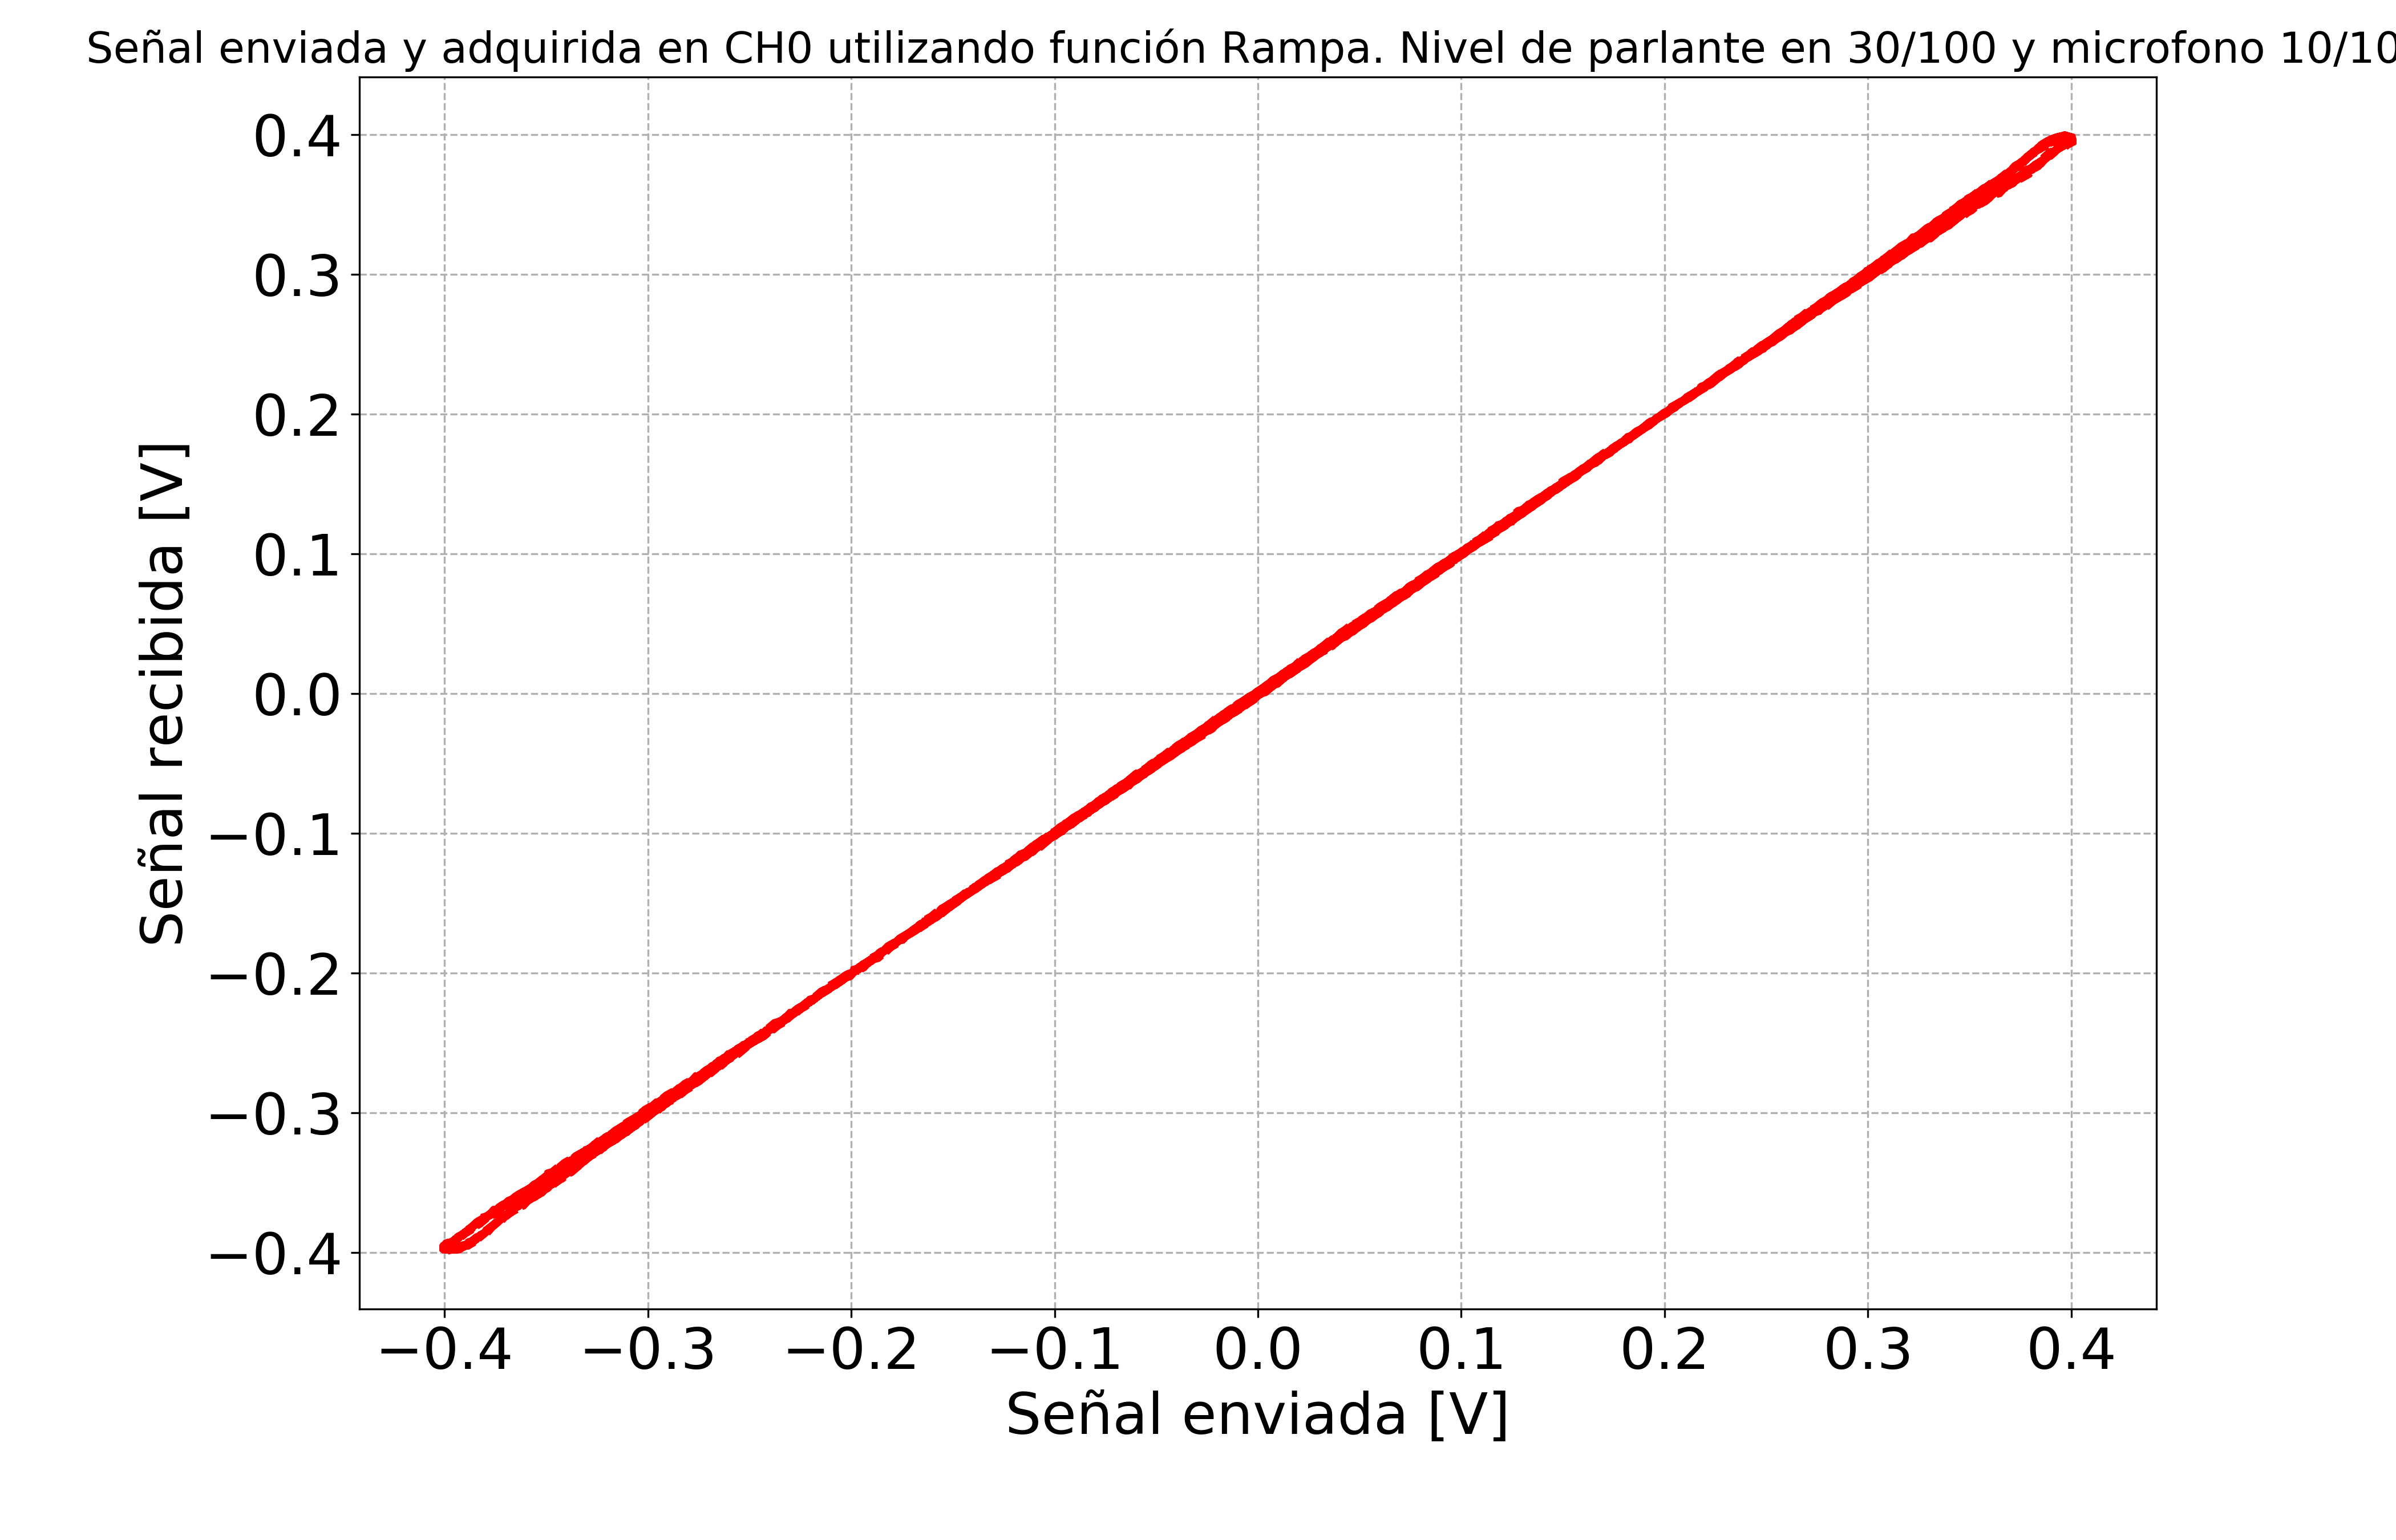 Señal enviada y adquirida en CH0 utilizando función Rampa. Nivel de parlante en 30/100 y microfono 10/10
0.4
0.3
0.2
0.1
0.0
−0.1
−0.2
−0.3
−0.4
Señal recibida [V]
−0.4 −0.3 −0.2 −0.1 0.0 0.1 0.2 0.3 0.4
Señal enviada [V]